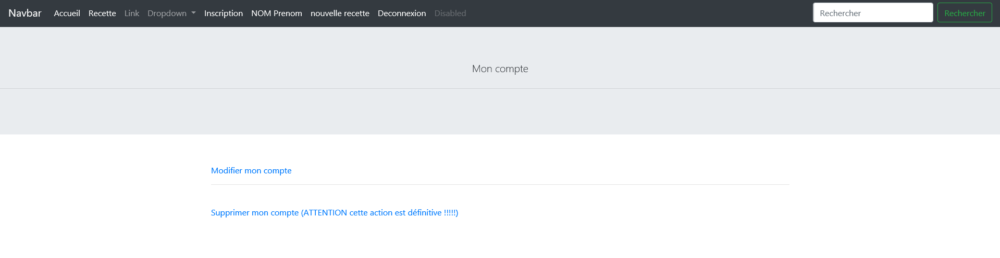 Navbar Accueil Recette Link Dropdown Inscription NOM Prenom nouvelle recette Deconnexion Disabled Rechercher Rechercher
Mon compte
Modifier mon compte
Supprimer mon compte (ATTENTION cette action est définitive !!!!!)